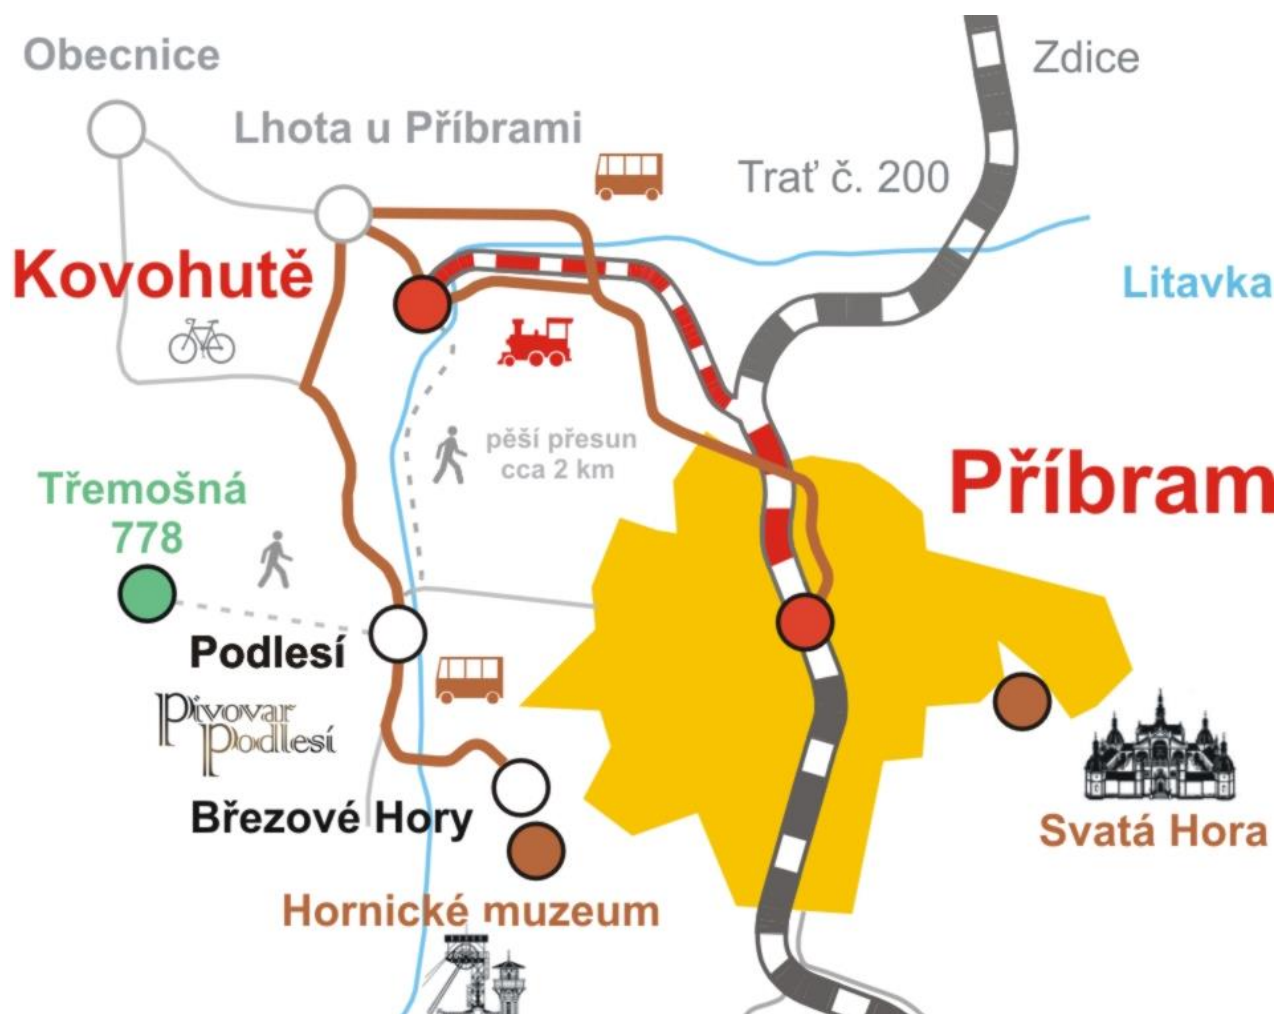 Obecnice
Zdice
Lhota u Příbrami
Trať č. 200
Kovohutě
Litavka
pěší přesun
cca 2 km
Příbram
Třemošná
778
Podlesí
Pivovar
Podlesí
Březové Hory
Svatá Hora
Hornické muzeum